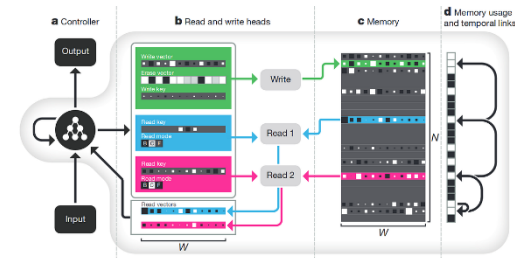 a Controller
b Read and write heads
c Memory
d Memory usage
and temporal links
Output
Write vector
Erase vector
Write key
Write
Read key
Read mode
B C F
Read 1
Read key
Read mode
B C F
Read 2
Input
Read vectors
W
N
W